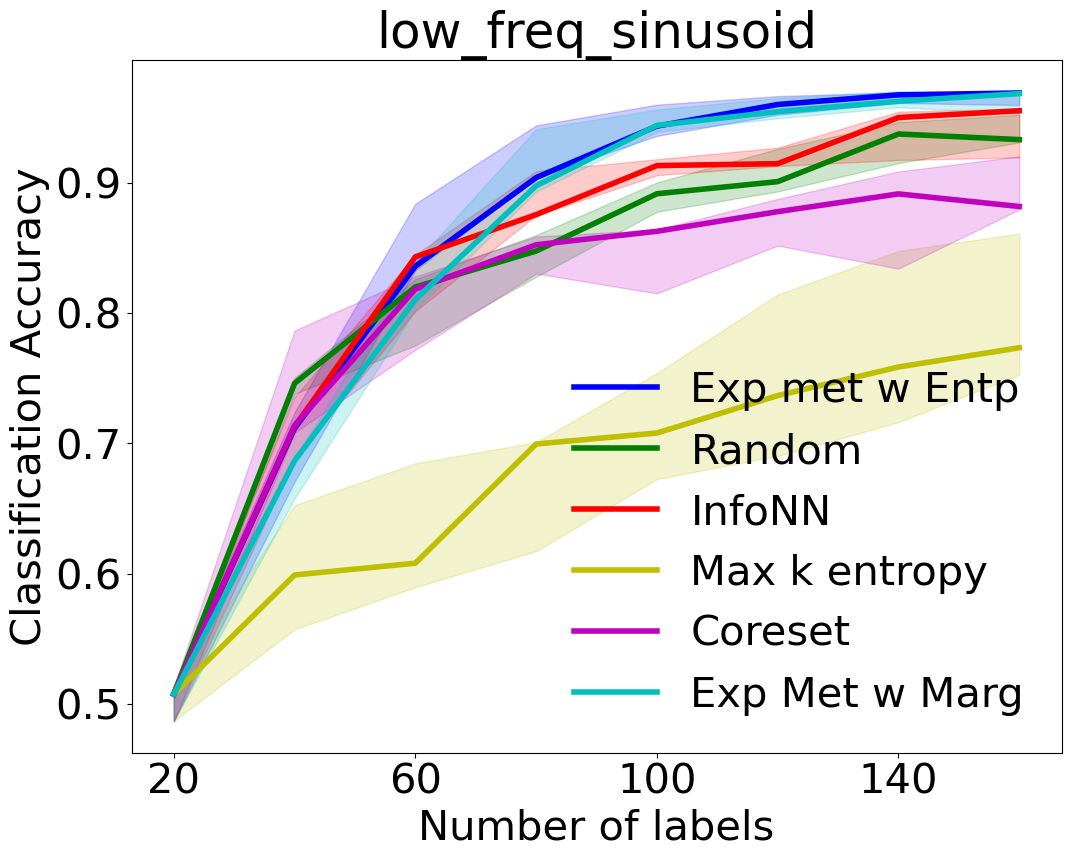 low_freq_sinusoid
Classification Accuracy
0.9
0.8
0.7
0.6
0.5
Exp met w Entp
Random
InfoNN
Max k entropy
Coreset
Exp Met w Marg
20 60 100 140
Number of labels